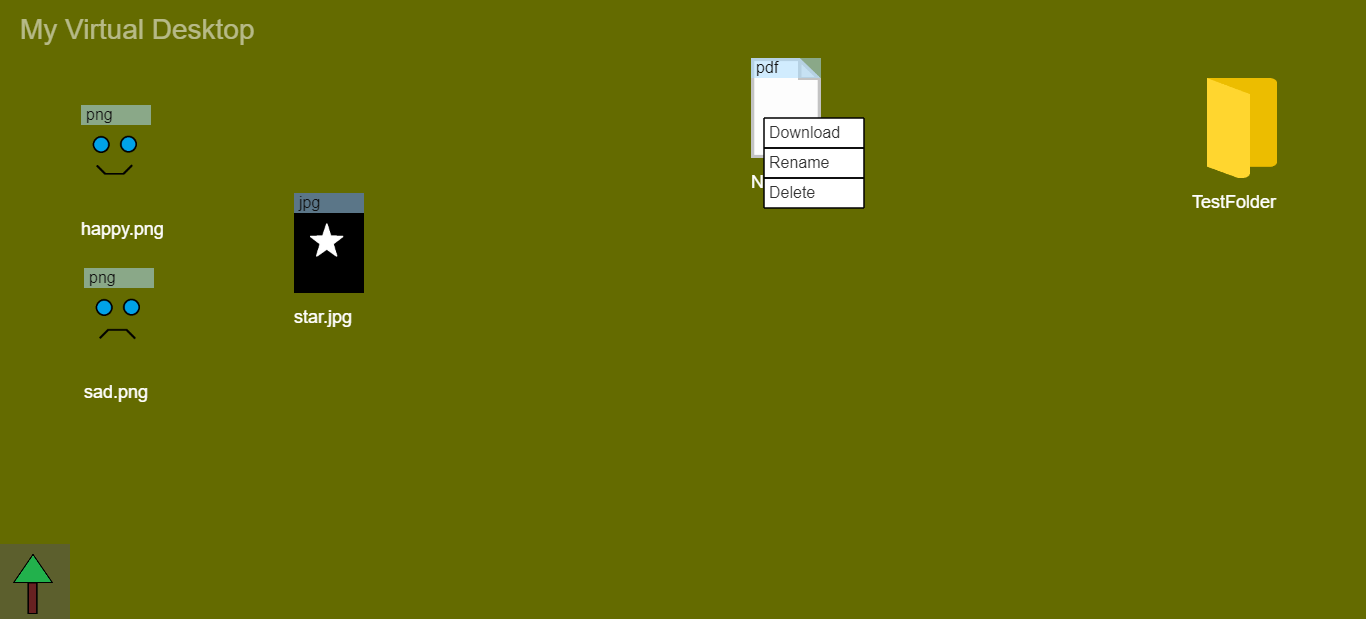 My Virtual Desktop
png
happy.png
png
sad.png
jpg
star.jpg
pdf
Download
Rename
Delete
TestFolder